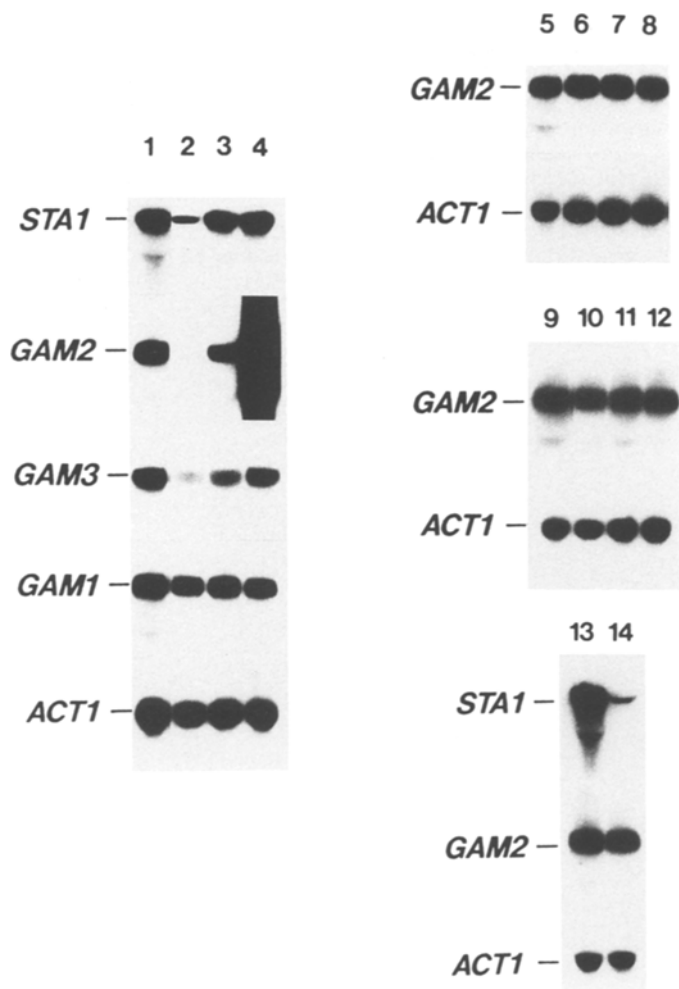 1 2 3 4
STA1
GAM2
GAM3
GAM1
ACT1
5 6 7 8
GAM2
ACT1
9 10 11 12
GAM2
ACT1
13 14
STA1
GAM2
ACT1